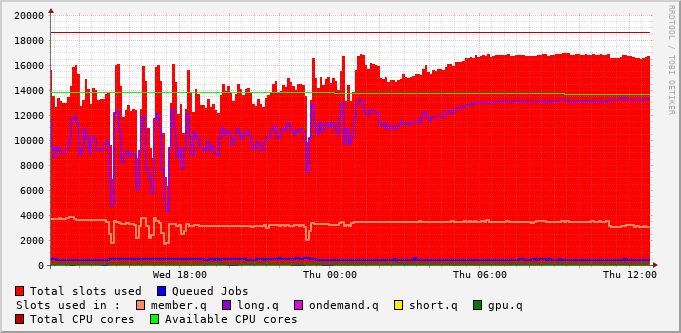 20000
18000
16000
14000
12000
10000
8000
6000
4000
2000
0
Wed 18:00 Thu 00:00 Thu 06:00 Thu 12:00
RRDTOOL / TOBI OETIKER
Total slots used Queued Jobs
Slots used in : member.q long.q ondemand.q short.q gpu.q
Total CPU cores Available CPU cores